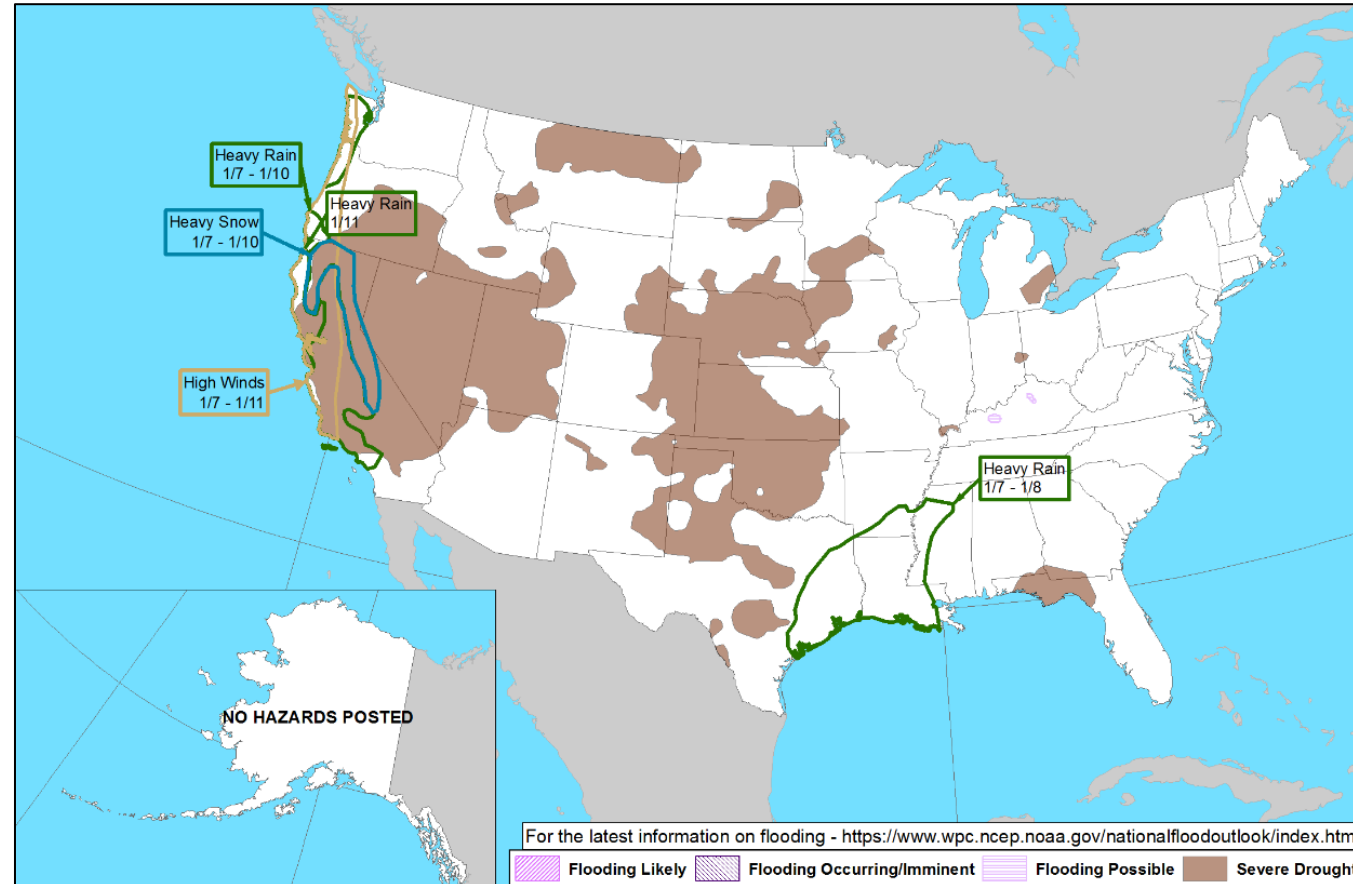 Heavy Rain
1/7 - 1/10
Heavy Rain
1/11
Heavy Snow
1/7 - 1/10
High Winds
1/7 - 1/11
Heavy Rain
1/7 - 1/8
NO HAZARDS POSTED
For the latest information on flooding - https://www.wpc.ncep.noaa.gov/nationalfloodoutlook/index.htm
Flooding Likely Flooding Occurring/Imminent Flooding Possible Severe Drought